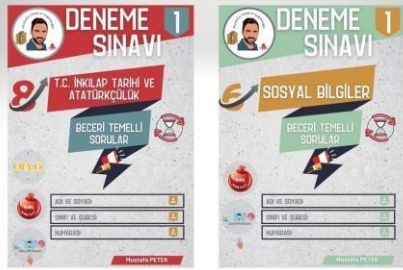 DENEME
SINAVI
1
8
T.C. İNKILAP TARİHİ VE
ATATÜRKÇÜLÜK
BECERİ TEMELLİ
SORULAR
ADI VE SOYADI
SINIFI VE ŞUBESİ
NUMARASI
Mustafa PETEK
DENEME
SINAVI
1
6
SOSYAL BİLGİLER
BECERİ TEMELLİ
SORULAR
ADI VE SOYADI
SINIFI VE ŞUBESİ
NUMARASI
Mustafa PETEK